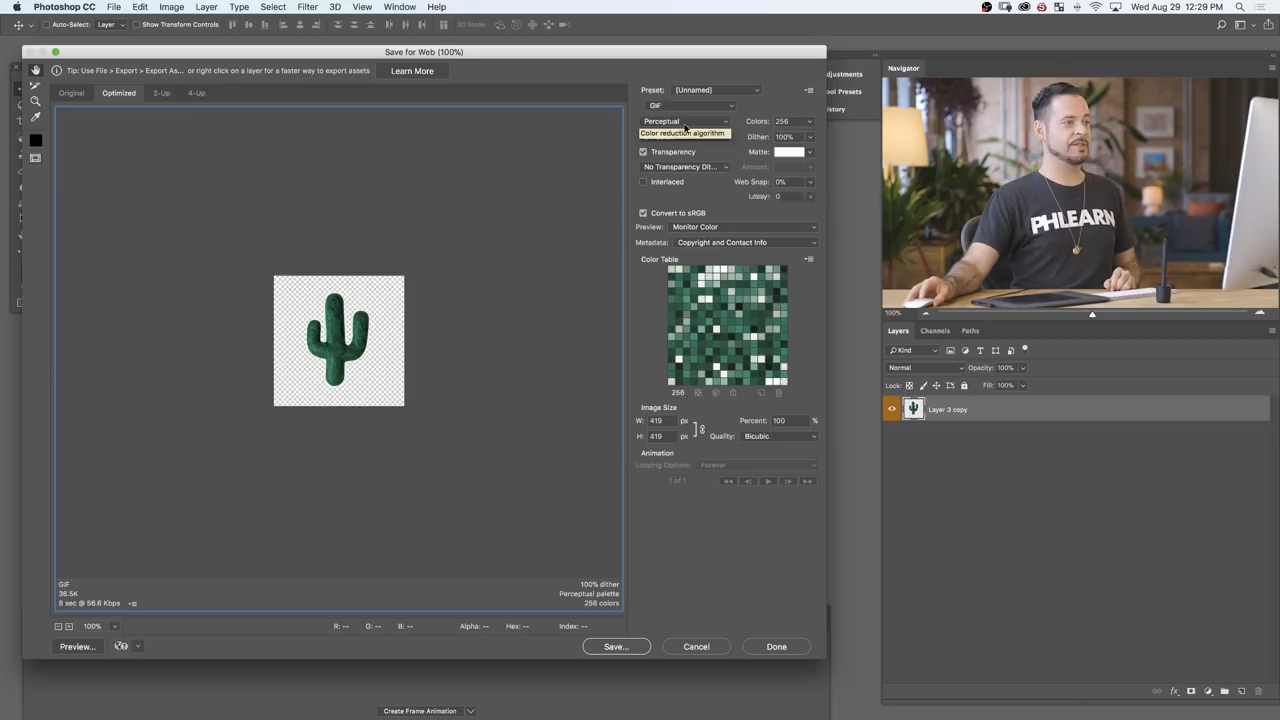 Photoshop CC File Edit Image Layer Type Select Filter 3D View Window Help
Wed Aug 29 12:29 PM
Auto-Select: Layer Show Transform Controls 3D Mode:
Save for Web (100%)
Tip: Use File > Export > Export As... or right click on a layer for a faster way to export assets
Learn More
Original Optimized 2-Up 4-Up
Preset: [Unnamed]
GIF
Perceptual Colors: 256
Color reduction algorithm Dither: 100%
Transparency Matte:
No Transparency Dit... Amount:
Interlaced Web Snap: 0%
Lossy: 0
Convert to sRGB
Preview: Monitor Color
Metadata: Copyright and Contact Info
Color Table
256
Image Size
W: 419 px Percent: 100 %
H: 419 px Quality: Bicubic
Animation
Looping Options: Forever
1 of 1
GIF 100% dither
36.5K Perceptual palette
8 sec @ 56.6 Kbps 256 colors
100% R: -- G: -- B: -- Alpha: -- Hex: -- Index: --
Preview... Save... Cancel Done
Create Frame Animation
djustments
ool Presets
istory
Navigator
PHLEARN
100%
Layers Channels Paths
Kind
Normal Opacity: 100%
Lock: Fill: 100%
Layer 3 copy
fx